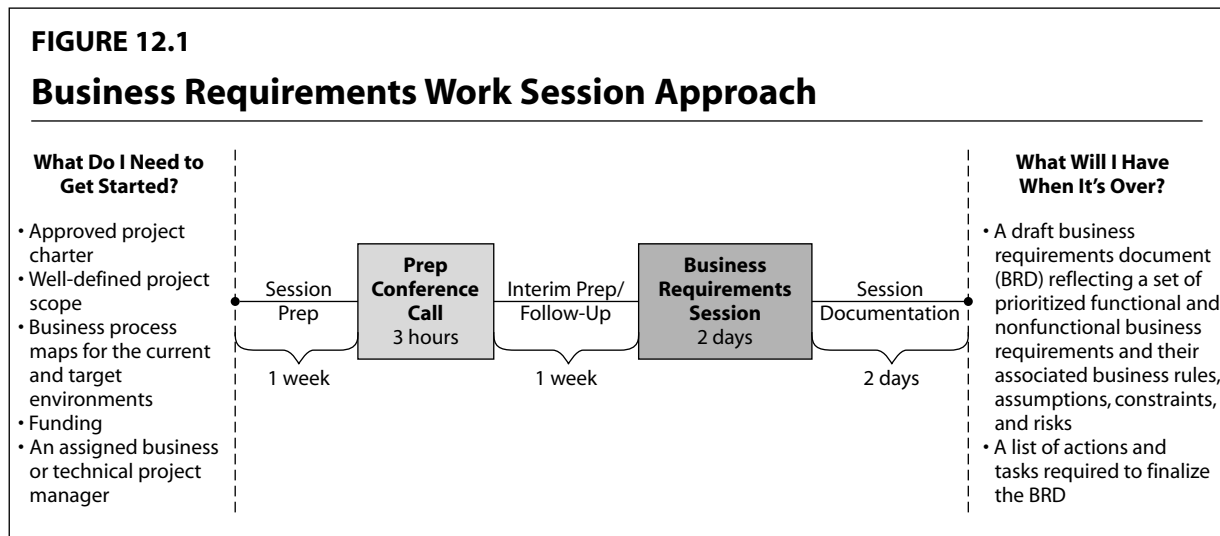 FIGURE 12.1
Business Requirements Work Session Approach
What Do I Need to
Get Started?
• Approved project
charter
• Well-defined project
scope
• Business process
maps for the current
and target
environments
• Funding
• An assigned business
or technical project
manager
Session
Prep
1 week
Prep
Conference
Call
3 hours
Interim Prep/
Follow-Up
1 week
Business
Requirements
Session
2 days
Session
Documentation
2 days
What Will I Have
When It's Over?
• A draft business
requirements document
(BRD) reflecting a set of
prioritized functional and
nonfunctional business
requirements and their
associated business rules,
assumptions, constraints,
and risks
• A list of actions and
tasks required to finalize
the BRD